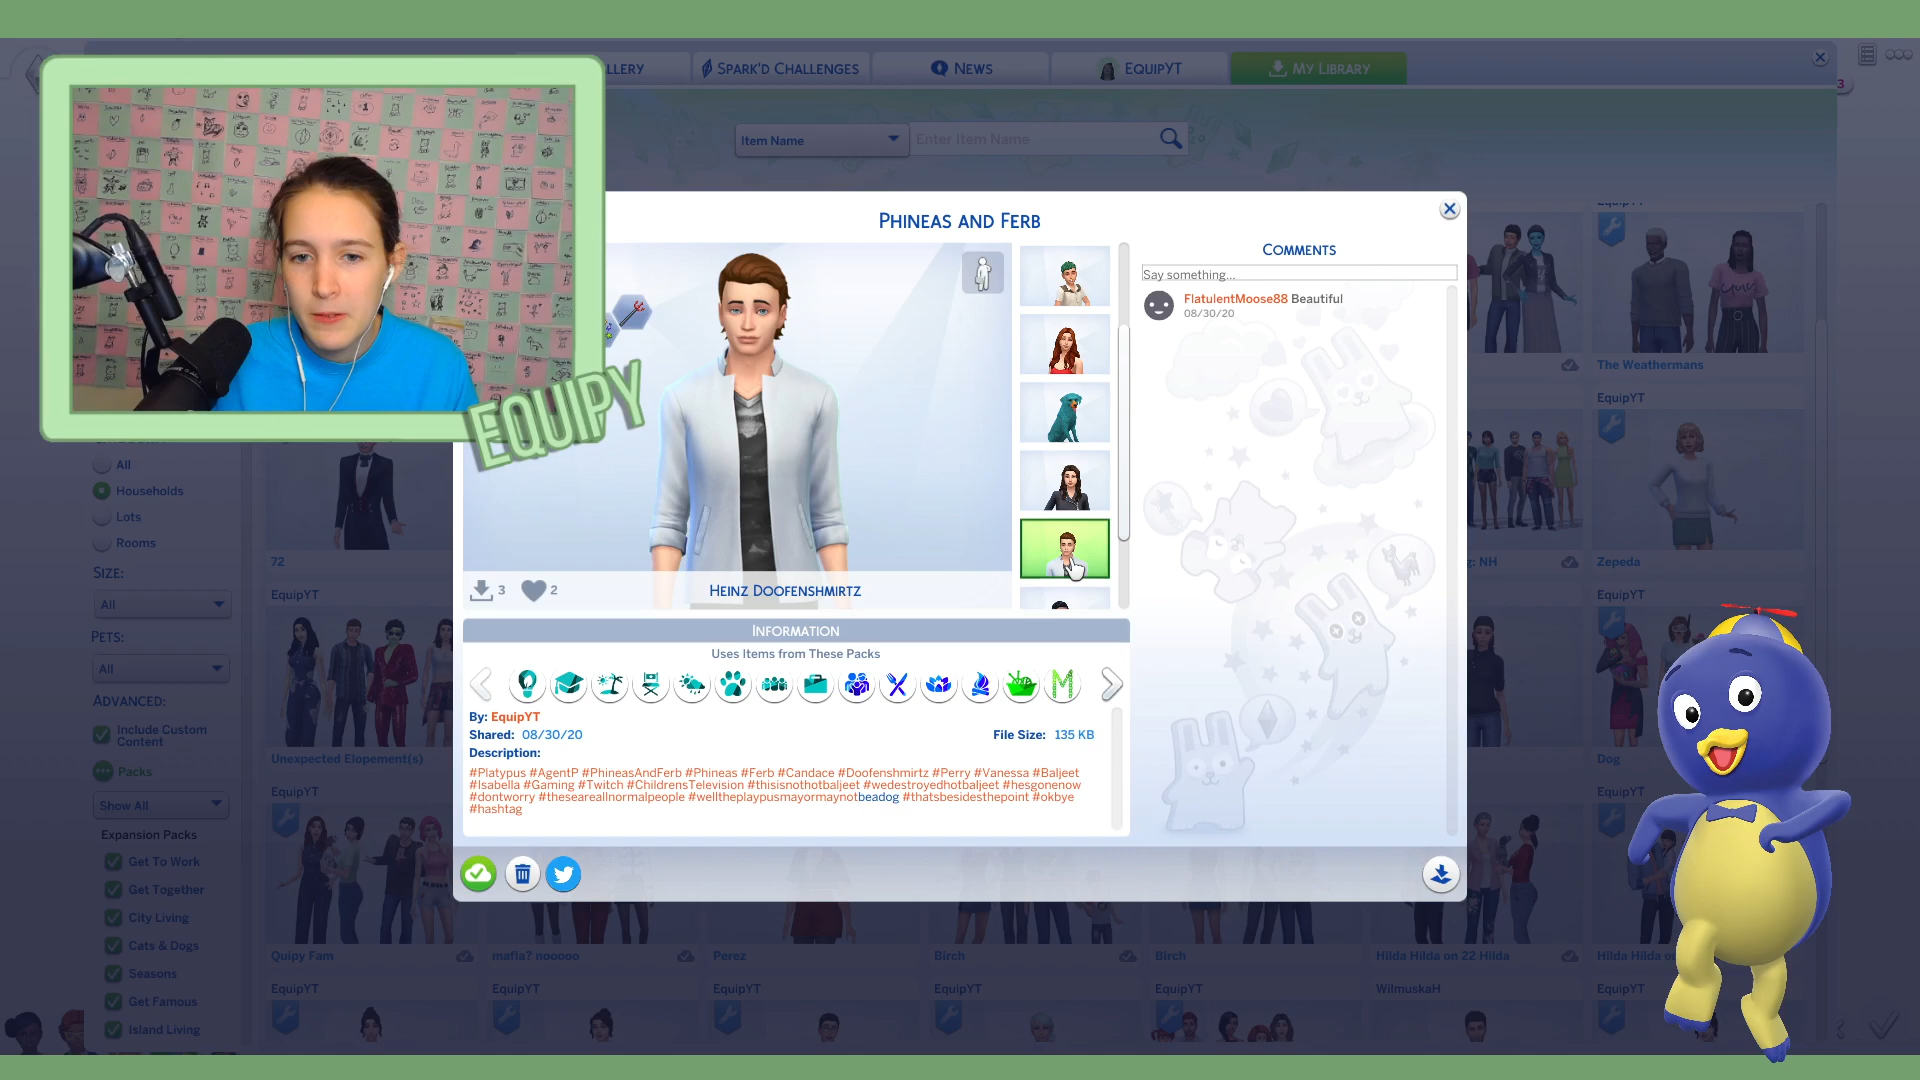 LLERY
SPARK'D CHALLENGES
NEWS
EQUIPYT
MY LIBRARY
3
Item Name
Enter Item Name
EQUIPY
PHINEAS AND FERB
HEINZ DOOFENSHMIRTZ
3
2
COMMENTS
Say something...
FlatulentMoose88 Beautiful
08/30/20
INFORMATION
Uses Items from These Packs
By: EquipYT
Shared: 08/30/20
File Size: 135 KB
Description:
#Platypus #AgentP #PhineasAndFerb #Phineas #Ferb #Candace #Doofenshmirtz #Perry #Vanessa #Baljeet
#Isabella #Gaming #Twitch #ChildrensTelevision #thisisnothotbaljeet #wedestroyedhotbaljeet #hesgonenow
#dontworry #theseareallnormalpeople #welltheplaypusmayormaynotbeadog #thatsbesidesthepoint #okbye
#hashtag
All
Households
Lots
Rooms
SIZE:
All
PETS:
All
ADVANCED:
Include Custom
Content
Packs
Show All
Expansion Packs
Get To Work
Get Together
City Living
Cats & Dogs
Seasons
Get Famous
Island Living
72
EquipYT
Unexpected Elopement(s)
EquipYT
Quipy Fam
mafia? nooooo
Perez
Birch
Birch
Hilda Hilda on 22 Hilda
EquipYT
EquipYT
EquipYT
EquipYT
EquipYT
WilmuskaH
EquipYT
The Weathermans
EquipYT
Zepeda
EquipYT
Dog
EquipYT